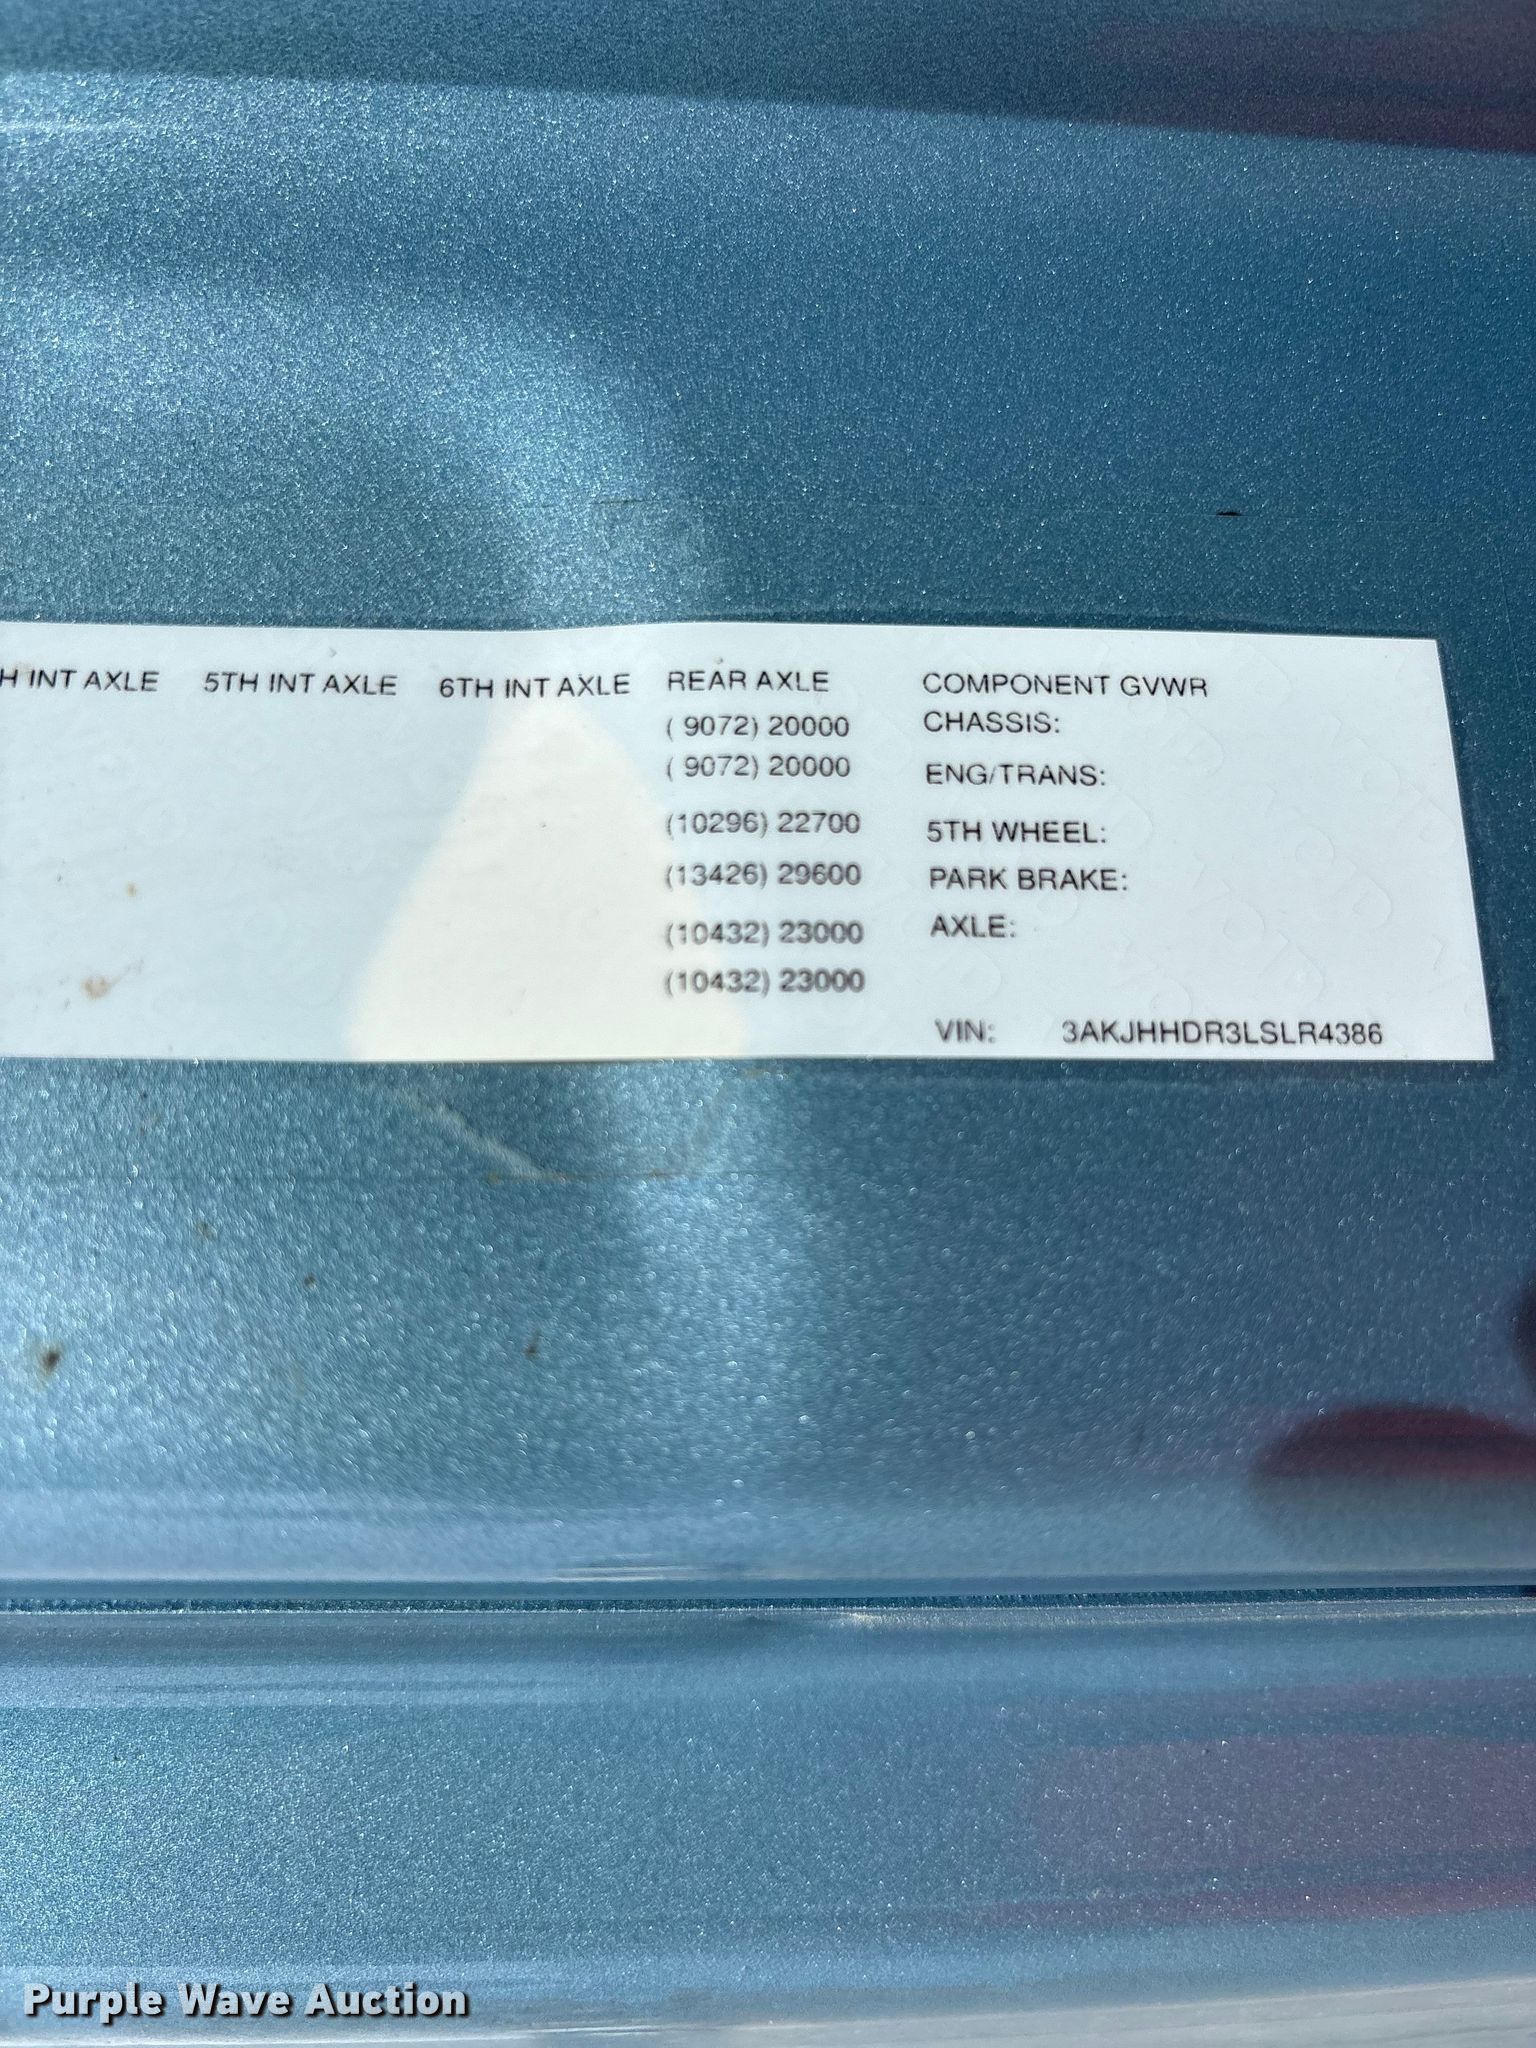 H INT AXLE 5TH INT AXLE 6TH INT AXLE REAR AXLE COMPONENT GVWR
( 9072) 20000 CHASSIS:
( 9072) 20000 ENG/TRANS:
(10296) 22700 5TH WHEEL:
(13426) 29600 PARK BRAKE:
(10432) 23000 AXLE:
(10432) 23000
VIN: 3AKJHHDR3LSLR4386
Purple Wave Auction